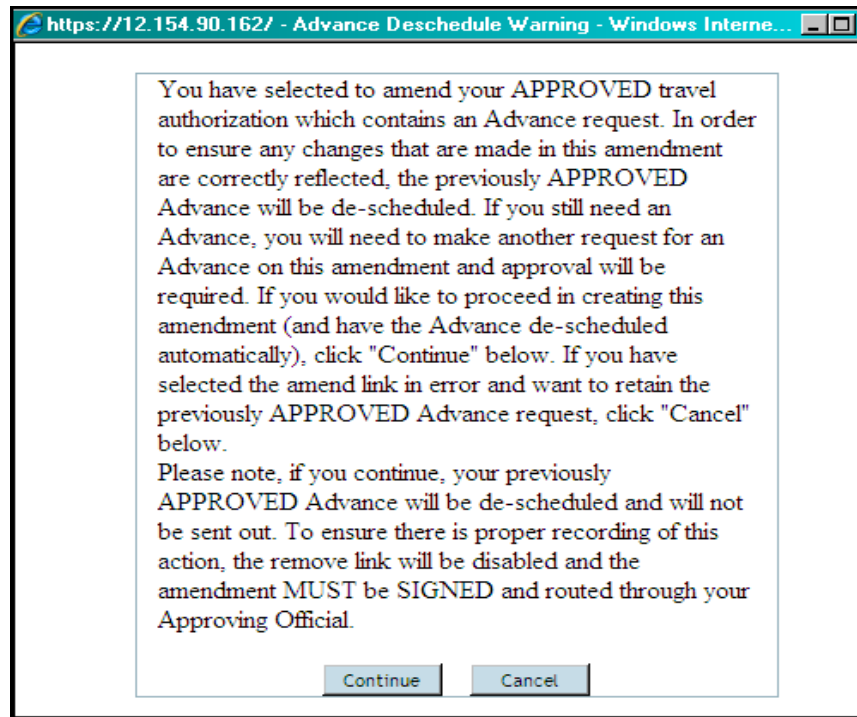 https://12.154.90.162/ - Advance Deschedule Warning - Windows Interne...
You have selected to amend your APPROVED travel
authorization which contains an Advance request. In order
to ensure any changes that are made in this amendment
are correctly reflected, the previously APPROVED
Advance will be de-scheduled. If you still need an
Advance, you will need to make another request for an
Advance on this amendment and approval will be
required. If you would like to proceed in creating this
amendment (and have the Advance de-scheduled
automatically), click "Continue" below. If you have
selected the amend link in error and want to retain the
previously APPROVED Advance request, click "Cancel"
below.
Please note, if you continue, your previously
APPROVED Advance will be de-scheduled and will not
be sent out. To ensure there is proper recording of this
action, the remove link will be disabled and the
amendment MUST be SIGNED and routed through your
Approving Official.
Continue Cancel